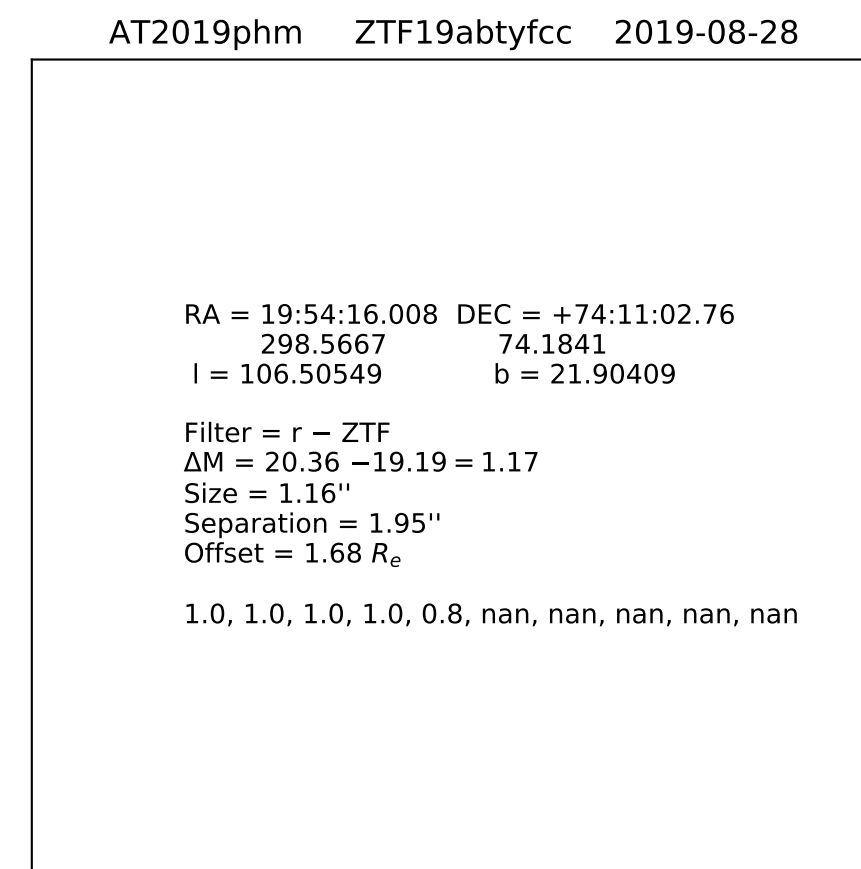 AT2019phm ZTF19abtyfcc 2019-08-28
RA = 19:54:16.008 DEC = +74:11:02.76
298.5667 74.1841
l = 106.50549 b = 21.90409
Filter = r − ZTF
ΔM = 20.36 −19.19 = 1.17
Size = 1.16''
Separation = 1.95''
Offset = 1.68 Re
1.0, 1.0, 1.0, 1.0, 0.8, nan, nan, nan, nan, nan